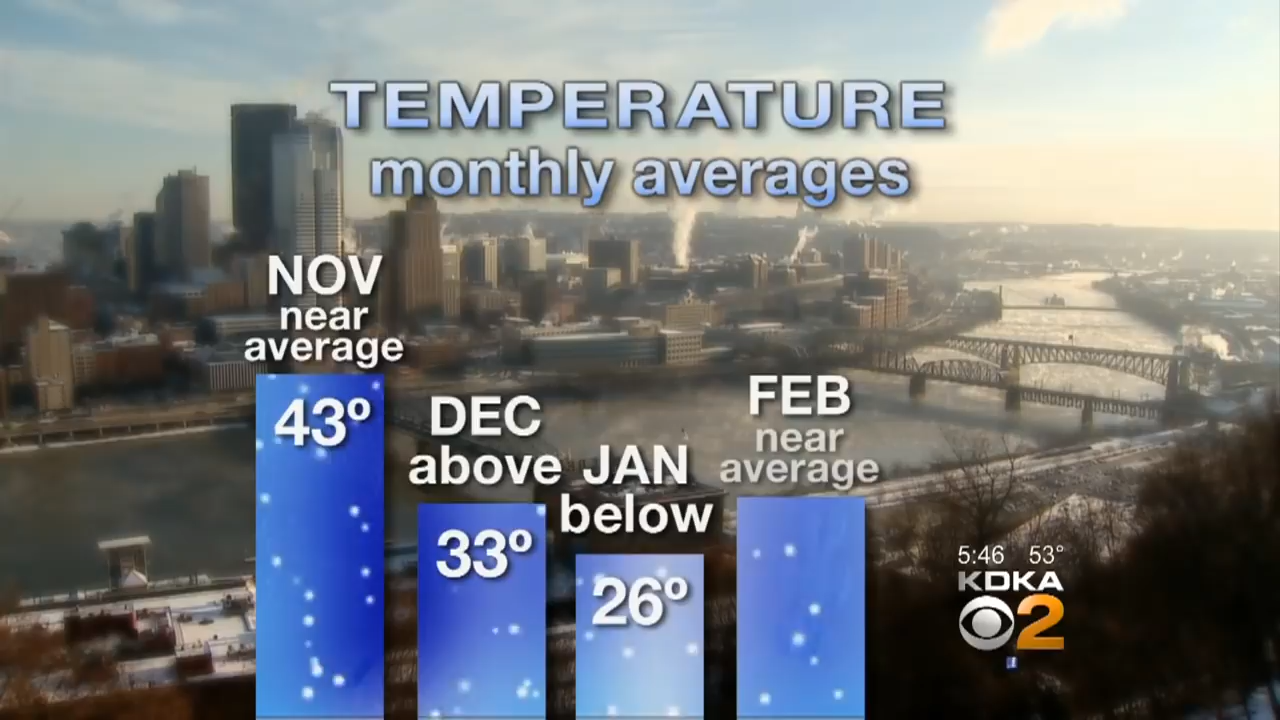 TEMPERATURE
monthly averages
NOV
near
average
43º
DEC
above
33º
JAN
below
26º
FEB
near
average
5:46 53°
KDKA
2